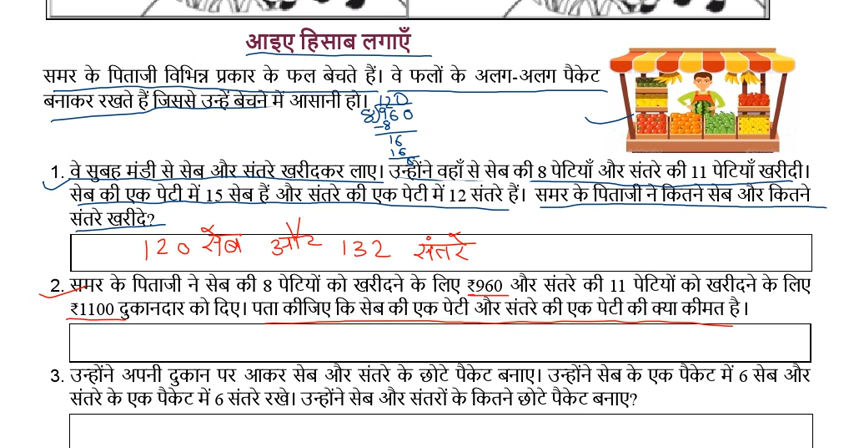 आइए हिसाब लगाएँ
समर के पिताजी विभिन्न प्रकार के फल बेचते हैं। वे फलों के अलग-अलग पैकेट
बनाकर रखते हैं जिससे उन्हें बेचने में आसानी हो।
120
8)960
-8
16
16
8
1. वे सुबह मंडी से सेब और संतरे खरीदकर लाए। उन्होंने वहाँ से सेब की 8 पेटियाँ और संतरे की 11 पेटियाँ खरीदी।
सेब की एक पेटी में 15 सेब हैं और संतरे की एक पेटी में 12 संतरे हैं। समर के पिताजी ने कितने सेब और कितने
संतरे खरीदे?
120 सेब और 132 संतरे
2. समर के पिताजी ने सेब की 8 पेटियों को खरीदने के लिए ₹960 और संतरे की 11 पेटियों को खरीदने के लिए
₹1100 दुकानदार को दिए। पता कीजिए कि सेब की एक पेटी और संतरे की एक पेटी की क्या कीमत है।
3. उन्होंने अपनी दुकान पर आकर सेब और संतरे के छोटे पैकेट बनाए। उन्होंने सेब के एक पैकेट में 6 सेब और
संतरे के एक पैकेट में 6 संतरे रखे। उन्होंने सेब और संतरों के कितने छोटे पैकेट बनाए?